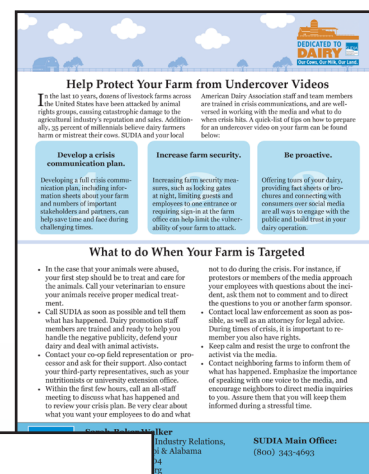 DEDICATED TO
DAIRY
Our Cows. Our Milk. Our Land.
Help Protect Your Farm from Undercover Videos
In the last 10 years, dozens of livestock farms across
the United States have been attacked by animal
rights groups, causing catastrophic damage to the
agricultural industry's reputation and sales. Addition-
ally, 35 percent of millennials believe dairy farmers
harm or mistreat their cows. SUDIA and your local
American Dairy Association staff and team members
are trained in crisis communications, and are well-
versed in working with the media and what to do
when crisis hits. A quick-list of tips on how to prepare
for an undercover video on your farm can be found
below:
Develop a crisis
communication plan.
Developing a full crisis commu-
nication plan, including infor-
mation sheets about your farm
and numbers of important
stakeholders and partners, can
help save time and face during
challenging times.
Increase farm security.
Increasing farm security mea-
sures, such as locking gates
at night, limiting guests and
employees to one entrance or
requiring sign-in at the farm
office can help limit the vulner-
ability of your farm to attack.
Be proactive.
Offering tours of your dairy,
providing fact sheets or bro-
chures and connecting with
consumers over social media
are all ways to engage with the
public and build trust in your
dairy operation.
What to do When Your Farm is Targeted
• In the case that your animals were abused,
your first step should be to treat and care for
the animals. Call your veterinarian to ensure
your animals receive proper medical treat-
ment.
• Call SUDIA as soon as possible and tell them
what has happened. Dairy promotion staff
members are trained and ready to help you
handle the negative publicity, defend your
dairy and deal with animal activists.
• Contact your co-op field representation or pro-
cessor and ask for their support. Also contact
your third-party representatives, such as your
nutritionists or university extension office.
• Within the first few hours, call an all-staff
meeting to discuss what has happened and
to review your crisis plan. Be very clear about
what you want your employees to do and what
not to do during the crisis. For instance, if
protestors or members of the media approach
your employees with questions about the inci-
dent, ask them not to comment and to direct
the questions to you or another farm sponsor.
• Contact local law enforcement as soon as pos-
sible, as well as an attorney for legal advice.
During times of crisis, it is important to re-
member you also have rights.
• Keep calm and resist the urge to confront the
activist via the media.
• Contact neighboring farms to inform them of
what has happened. Emphasize the importance
of speaking with one voice to the media, and
encourage neighbors to direct media inquiries
to you. Assure them that you will keep them
informed during a stressful time.
Industry Relations,
& Alabama
04
rg
SUDIA Main Office:
(800) 343-4693